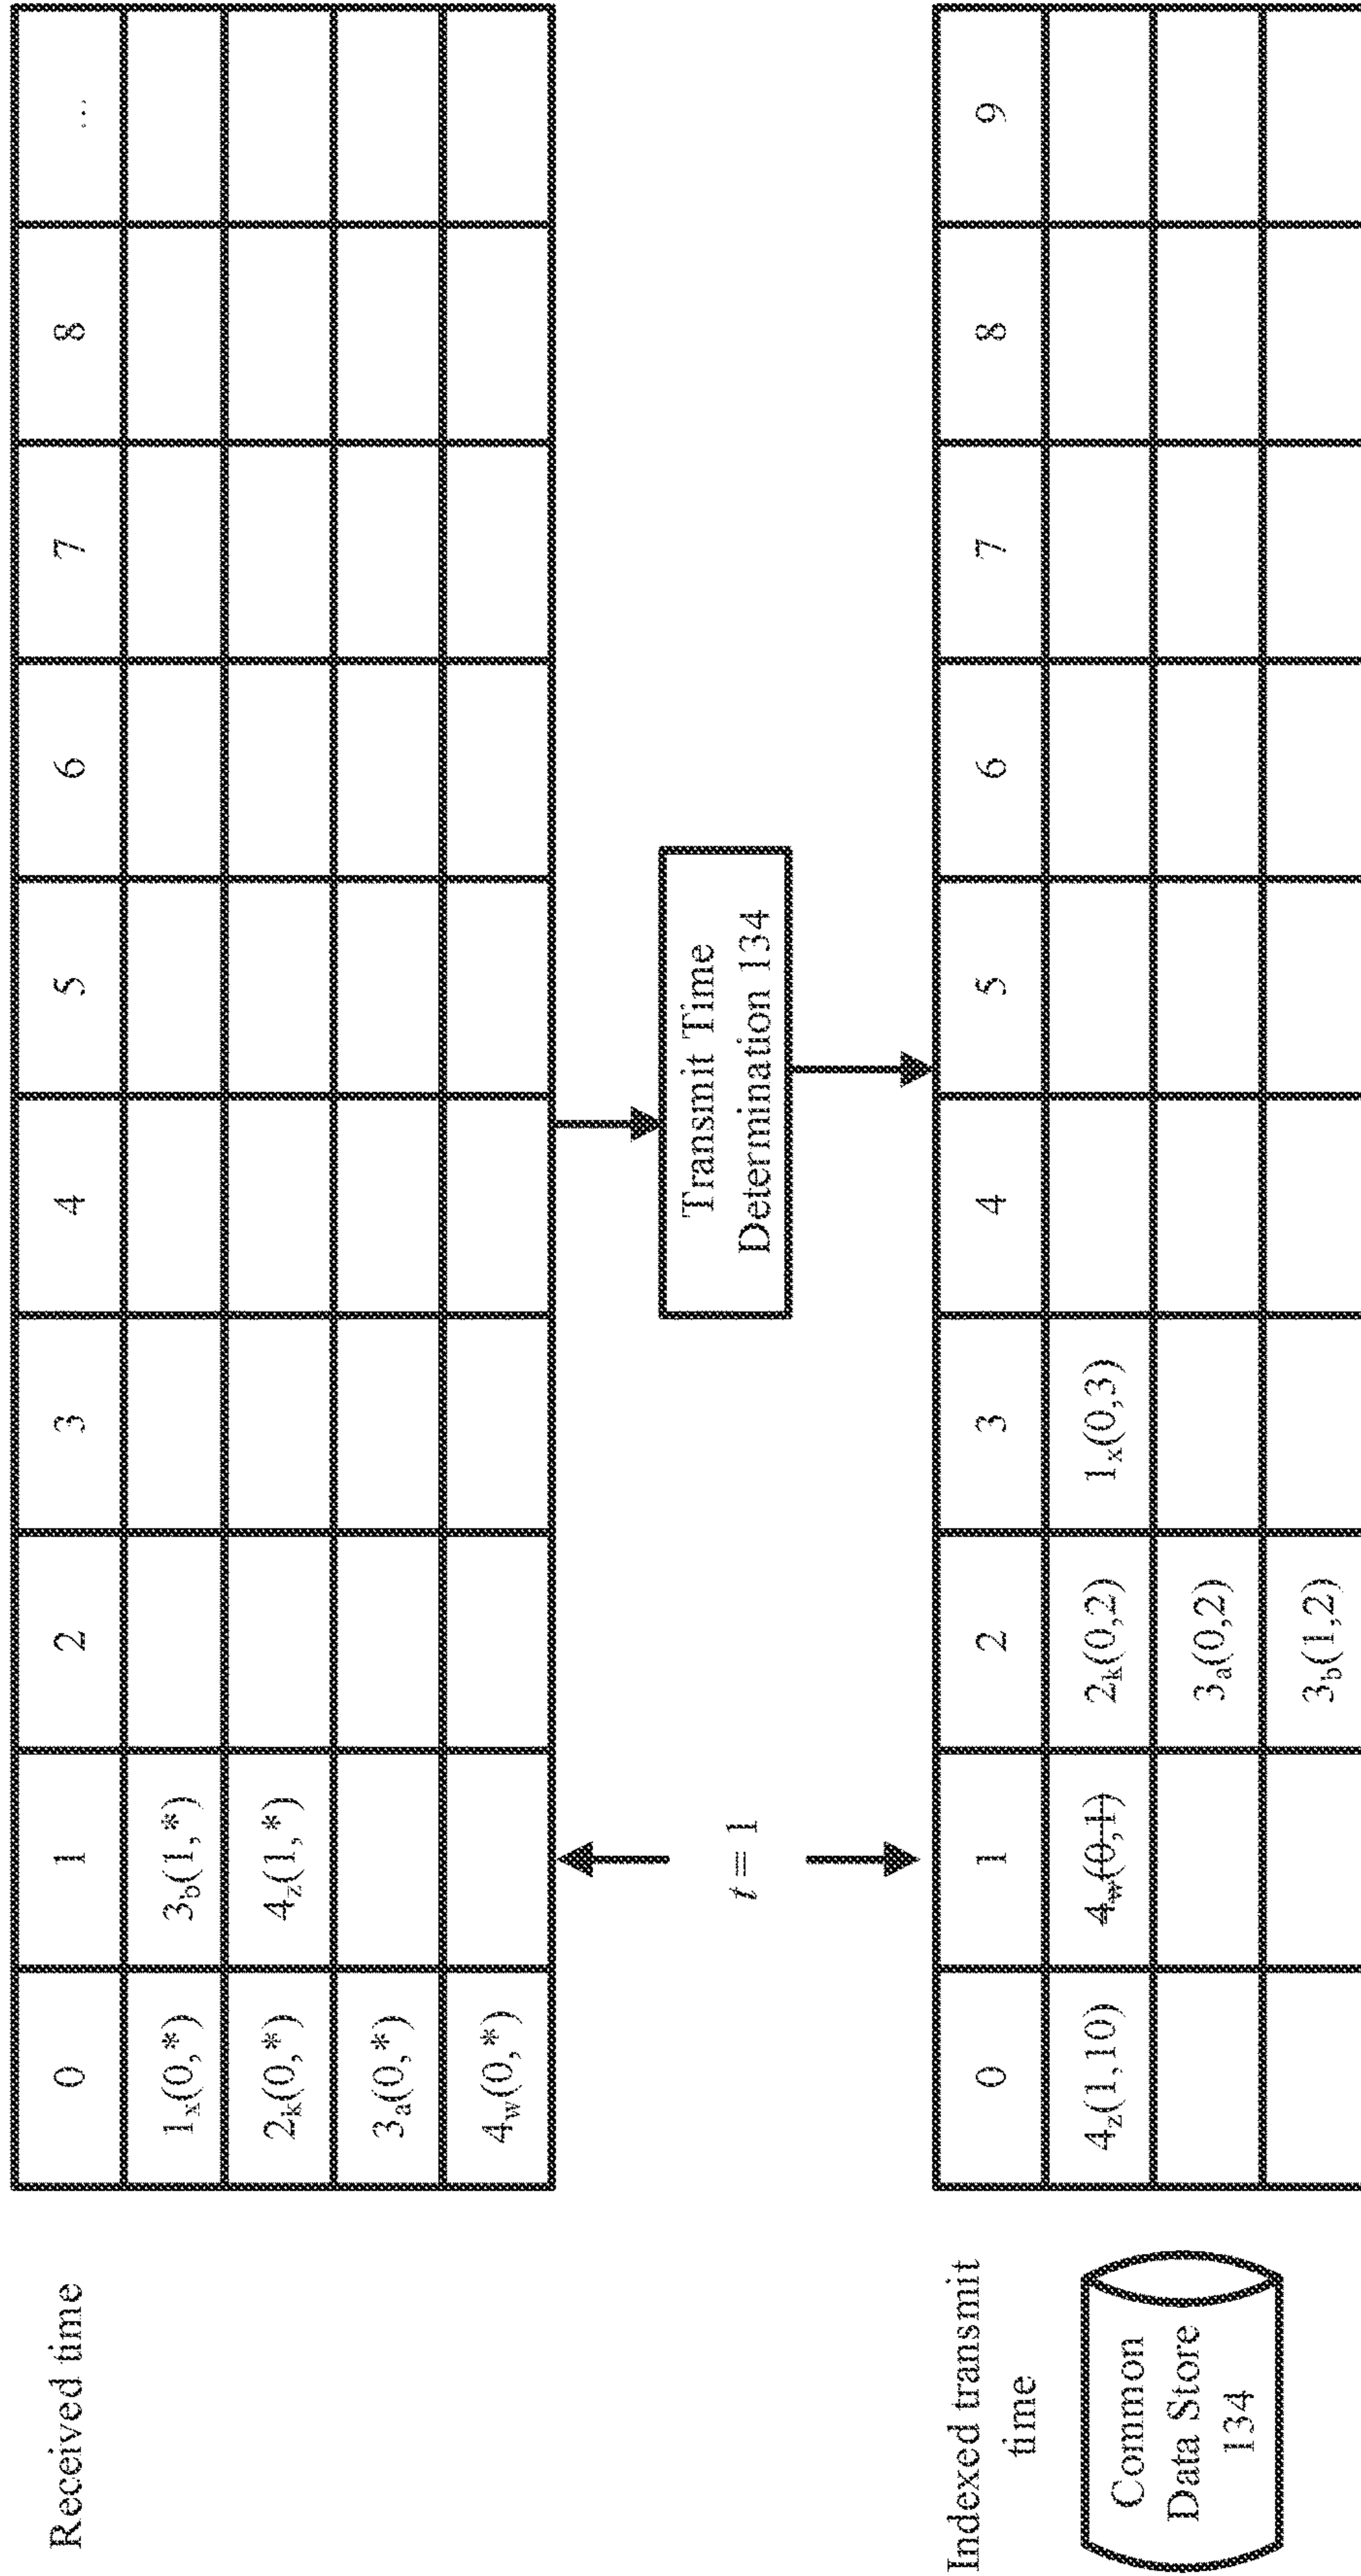 Received time
0 1 2 3 4 5 6 7 8 ...
1x(0,*) 3b(1,*)
2k(0,*) 4z(1,*)
3a(0,*)
4w(0,*)
t = 1
Transmit Time
Determination 134
Indexed transmit
time
0 1 2 3 4 5 6 7 8 9
4z(1,10) 4w(0,1) 2k(0,2) 1x(0,3)
3a(0,2)
3b(1,2)
Common
Data Store
134